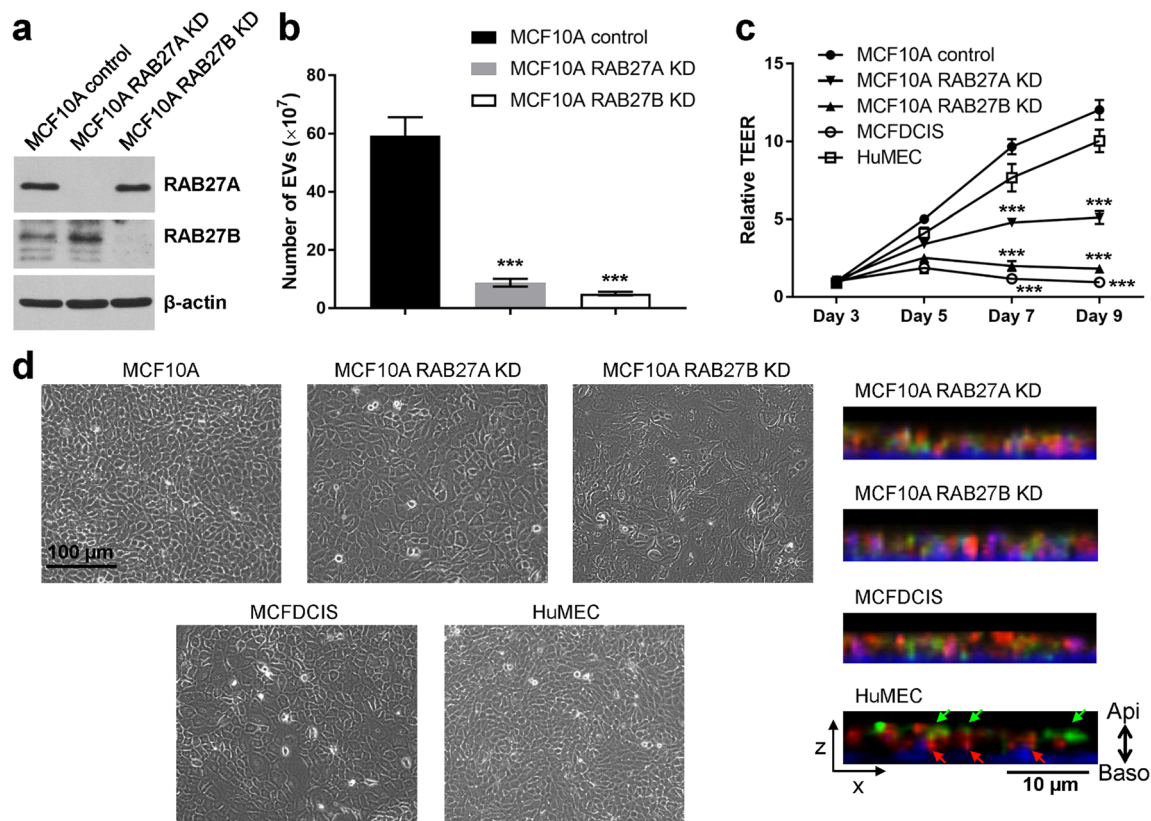 a
MCF10A control
MCF10A RAB27A KD
MCF10A RAB27B KD
RAB27A
RAB27B
β-actin
b
MCF10A control
MCF10A RAB27A KD
MCF10A RAB27B KD
Number of EVs (×10⁷)
80
60
40
20
0
***
***
c
MCF10A control
MCF10A RAB27A KD
MCF10A RAB27B KD
MCFDCIS
HuMEC
Relative TER
15
10
5
0
***
***
***
***
***
***
Day 3
Day 5
Day 7
Day 9
d
MCF10A
MCF10A RAB27A KD
MCF10A RAB27B KD
100 µm
MCFDCIS
HuMEC
MCF10A RAB27A KD
MCF10A RAB27B KD
MCFDCIS
HuMEC
Api
Baso
z
x
10 µm